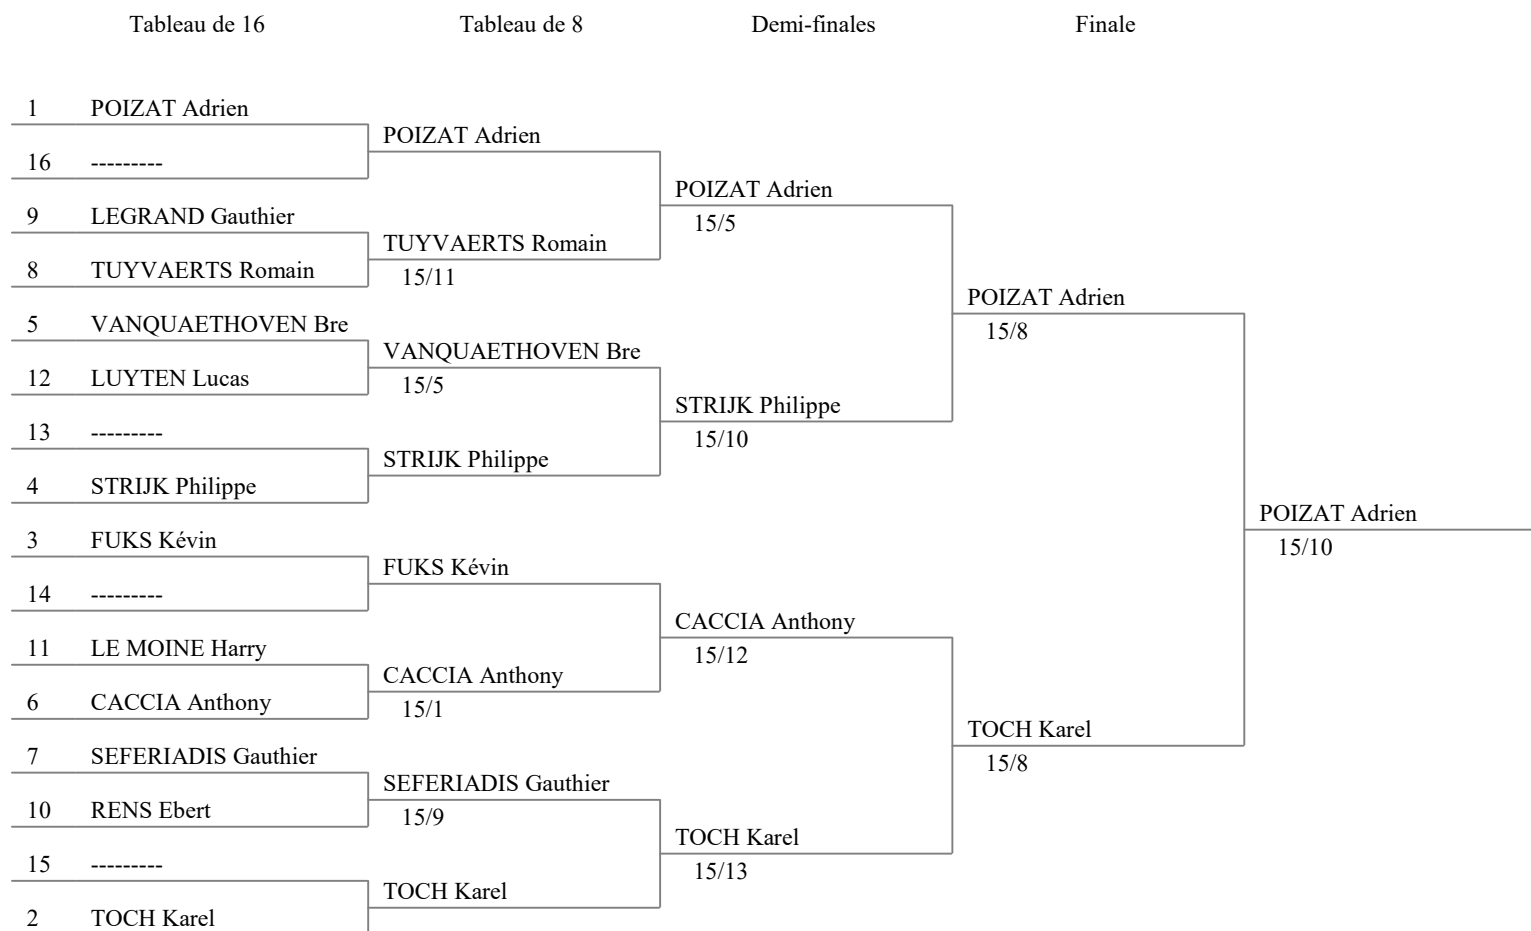 Tableau de 16 Tableau de 8 Demi-finales Finale
1 POIZAT Adrien
POIZAT Adrien
16 ---------
POIZAT Adrien
9 LEGRAND Gauthier
15/5
TUYVAERTS Romain
8 TUYVAERTS Romain
15/11
POIZAT Adrien
5 VANQUAETHOVEN Bre
15/8
VANQUAETHOVEN Bre
12 LUYTEN Lucas
15/5
STRIJK Philippe
13 ---------
15/10
STRIJK Philippe
4 STRIJK Philippe
POIZAT Adrien
3 FUKS Kévin
15/10
FUKS Kévin
14 ---------
CACCIA Anthony
11 LE MOINE Harry
15/12
CACCIA Anthony
6 CACCIA Anthony
15/1
TOCH Karel
7 SEFERIADIS Gauthier
15/8
SEFERIADIS Gauthier
10 RENS Ebert
15/9
TOCH Karel
15 ---------
15/13
TOCH Karel
2 TOCH Karel